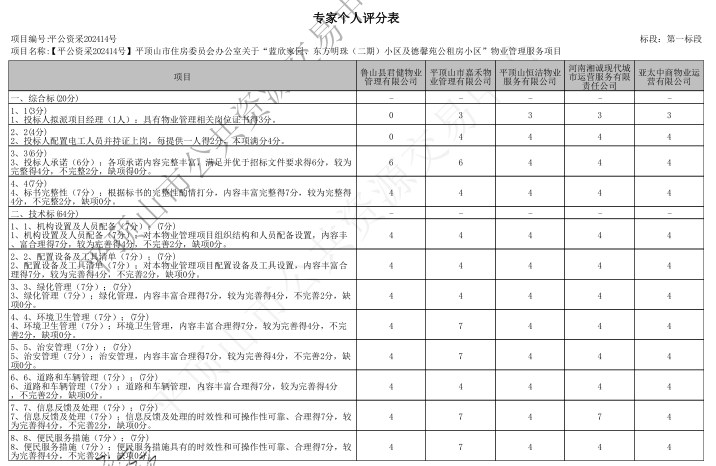 专家个人评分表
项目编号:平公资采202414号 标段: 第一标段
项目名称:【平公资采202414号】平顶山市住房委员会办公室关于“蓝欣家园、东方明珠（二期）小区及德馨苑公租房小区”物业管理服务项目
项目 鲁山县君健物业管理有限公司 平顶山市嘉禾物业管理有限公司 平顶山恒洁物业服务有限公司 河南湘诚现代城市运营服务有限责任公司 亚太中商物业运营有限公司
一、综合标(20分) — — — — —
1、1(3分)
1、投标人拟派项目经理（1人）：具有物业管理相关岗位证书得3分。 0 3 3 3 3
2、2(4分)
2、投标人配置电工人员并持证上岗，每提供一人得2分，本项满分4分。 0 4 4 4 4
3、3(6分)
3、投标人承诺（6分）：各项承诺内容完整丰富，满足并优于招标文件要求得6分，较为
完整得4分，不完整2分，缺项得0分。 6 6 4 4 4
4、4(7分)
4、标书完整性（7分）：根据标书的完整性酌情打分，内容丰富完整得7分，较为完整得
4分，不完整2分，缺项0分。 4 4 4 4 4
二、技术标(64分) — — — — —
1、1、机构设置及人员配备（7分）；(7分)
1、机构设置及人员配备（7分）；对本物业管理项目组织结构和人员配备设置，内容丰
、富合理得7分，较为完善得4分，不完善2分，缺项0分。 4 4 4 4 4
2、2、配置设备及工具清单（7分）；(7分)
2、配置设备及工具清单（7分）；对本物业管理项目配置设备及工具设置，内容丰富合
理得7分，较为完善得4分，不完善2分，缺项0分。 4 4 4 4 4
3、3、绿化管理（7分）；(7分)
3、绿化管理（7分）；绿化管理，内容丰富合理得7分，较为完善得4分，不完善2分，缺
项0分。 4 4 4 4 4
4、4、环境卫生管理（7分）；(7分)
4、环境卫生管理（7分）；环境卫生管理，内容丰富合理得7分，较为完善得4分，不完
善2分，缺项0分。 4 7 4 4 4
5、5、治安管理（7分）；(7分)
5、治安管理（7分）；治安管理，内容丰富合理得7分，较为完善得4分，不完善2分，缺
项0分。 4 7 4 4 4
6、6、道路和车辆管理（7分）；(7分)
6、道路和车辆管理（7分）；道路和车辆管理，内容丰富合理得7分，较为完善得4分
，不完善2分，缺项0分。 4 4 4 4 4
7、7、信息反馈及处理（7分）；(7分)
7、信息反馈及处理（7分）；信息反馈及处理的时效性和可操作性可靠、合理得7分，较
为完善得4分，不完善2分，缺项0分。 4 7 4 7 4
8、8、便民服务措施（7分）；(7分)
8、便民服务措施（7分）；便民服务措施具有的时效性和可操作性可靠、合理得7分，较
为完善得4分，不完善2分，缺项0分。 4 7 4 4 4